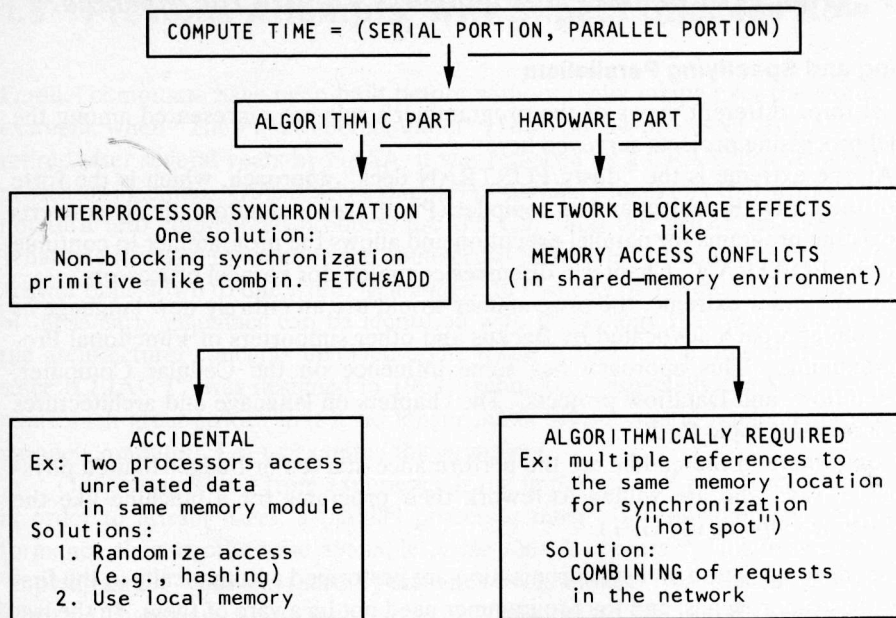 COMPUTE TIME = (SERIAL PORTION, PARALLEL PORTION)
ALGORITHMIC PART
HARDWARE PART
INTERPROCESSOR SYNCHRONIZATION
One solution:
Non—blocking synchronization
primitive like combin. FETCH&ADD
NETWORK BLOCKAGE EFFECTS
like
MEMORY ACCESS CONFLICTS
(in shared—memory environment)
ACCIDENTAL
Ex: Two processors access
unrelated data
in same memory module
Solutions:
1. Randomize access
(e.g., hashing)
2. Use local memory
ALGORITHMICALLY REQUIRED
Ex: multiple references to
the same memory location
for synchronization
("hot spot")
Solution:
COMBINING of requests
in the network